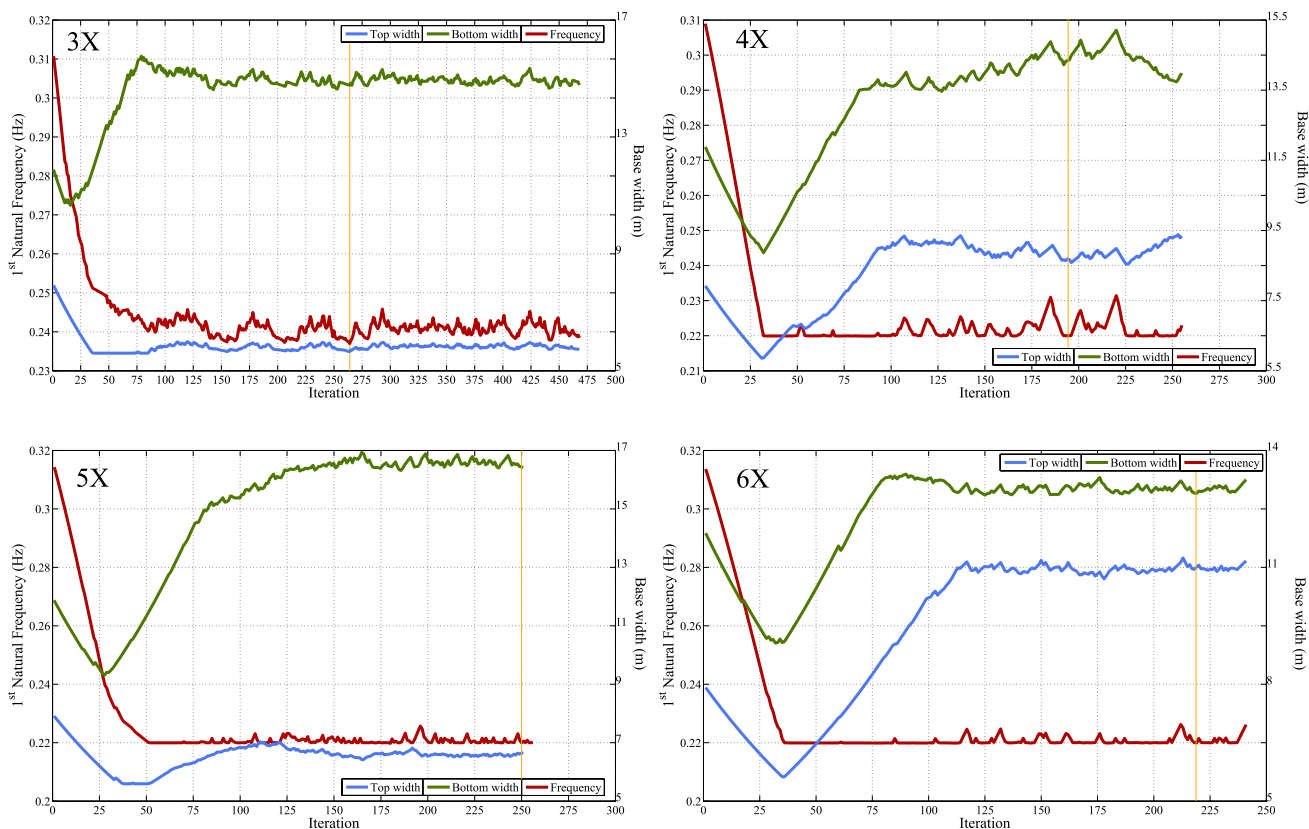 3X
Top width Bottom width Frequency
0.32 0.31 0.3 0.29 0.28 0.27 0.26 0.25 0.24 0.23
1st Natural Frequency (Hz)
17 13 9 5
Base width (m)
0 25 50 75 100 125 150 175 200 225 250 275 300 325 350 375 400 425 450 475 500
Iteration
4X
0.31 0.3 0.29 0.28 0.27 0.26 0.25 0.24 0.23 0.22 0.21
1st Natural Frequency (Hz)
15.5 13.5 11.5 9.5 7.5 5.5
Base width (m)
Top width Bottom width Frequency
0 25 50 75 100 125 150 175 200 225 250 275 300
Iteration
5X
0.32 0.3 0.28 0.26 0.24 0.22 0.2
1st Natural Frequency (Hz)
17 15 13 11 9 7 5
Base width (m)
Top width Bottom width Frequency
0 25 50 75 100 125 150 175 200 225 250 275 300
Iteration
6X
Top width Bottom width Frequency
0.32 0.3 0.28 0.26 0.24 0.22 0.2
1st Natural Frequency (Hz)
14 11 8 5
Base width (m)
0 25 50 75 100 125 150 175 200 225 250
Iteration